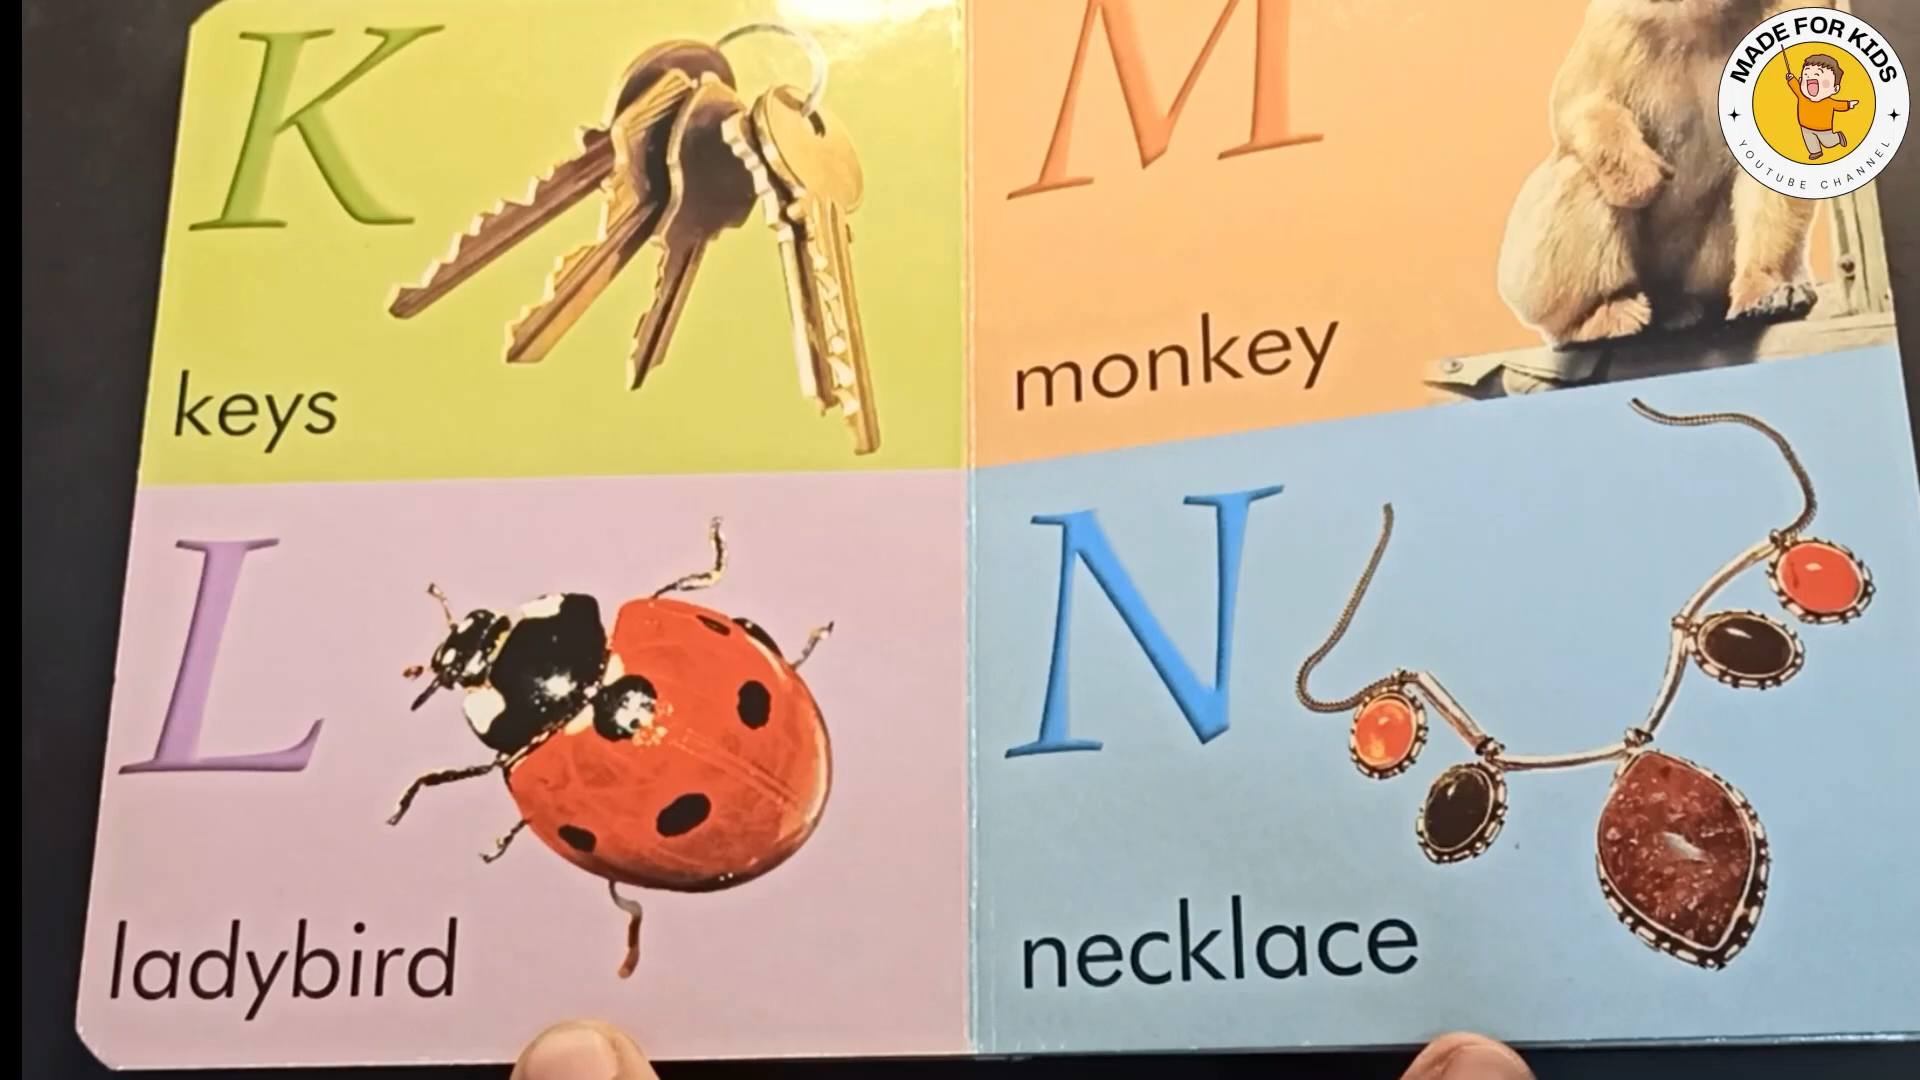 K
keys
L
ladybird
M
monkey
N
necklace
MADE FOR KIDS
YOUTUBE CHANNEL